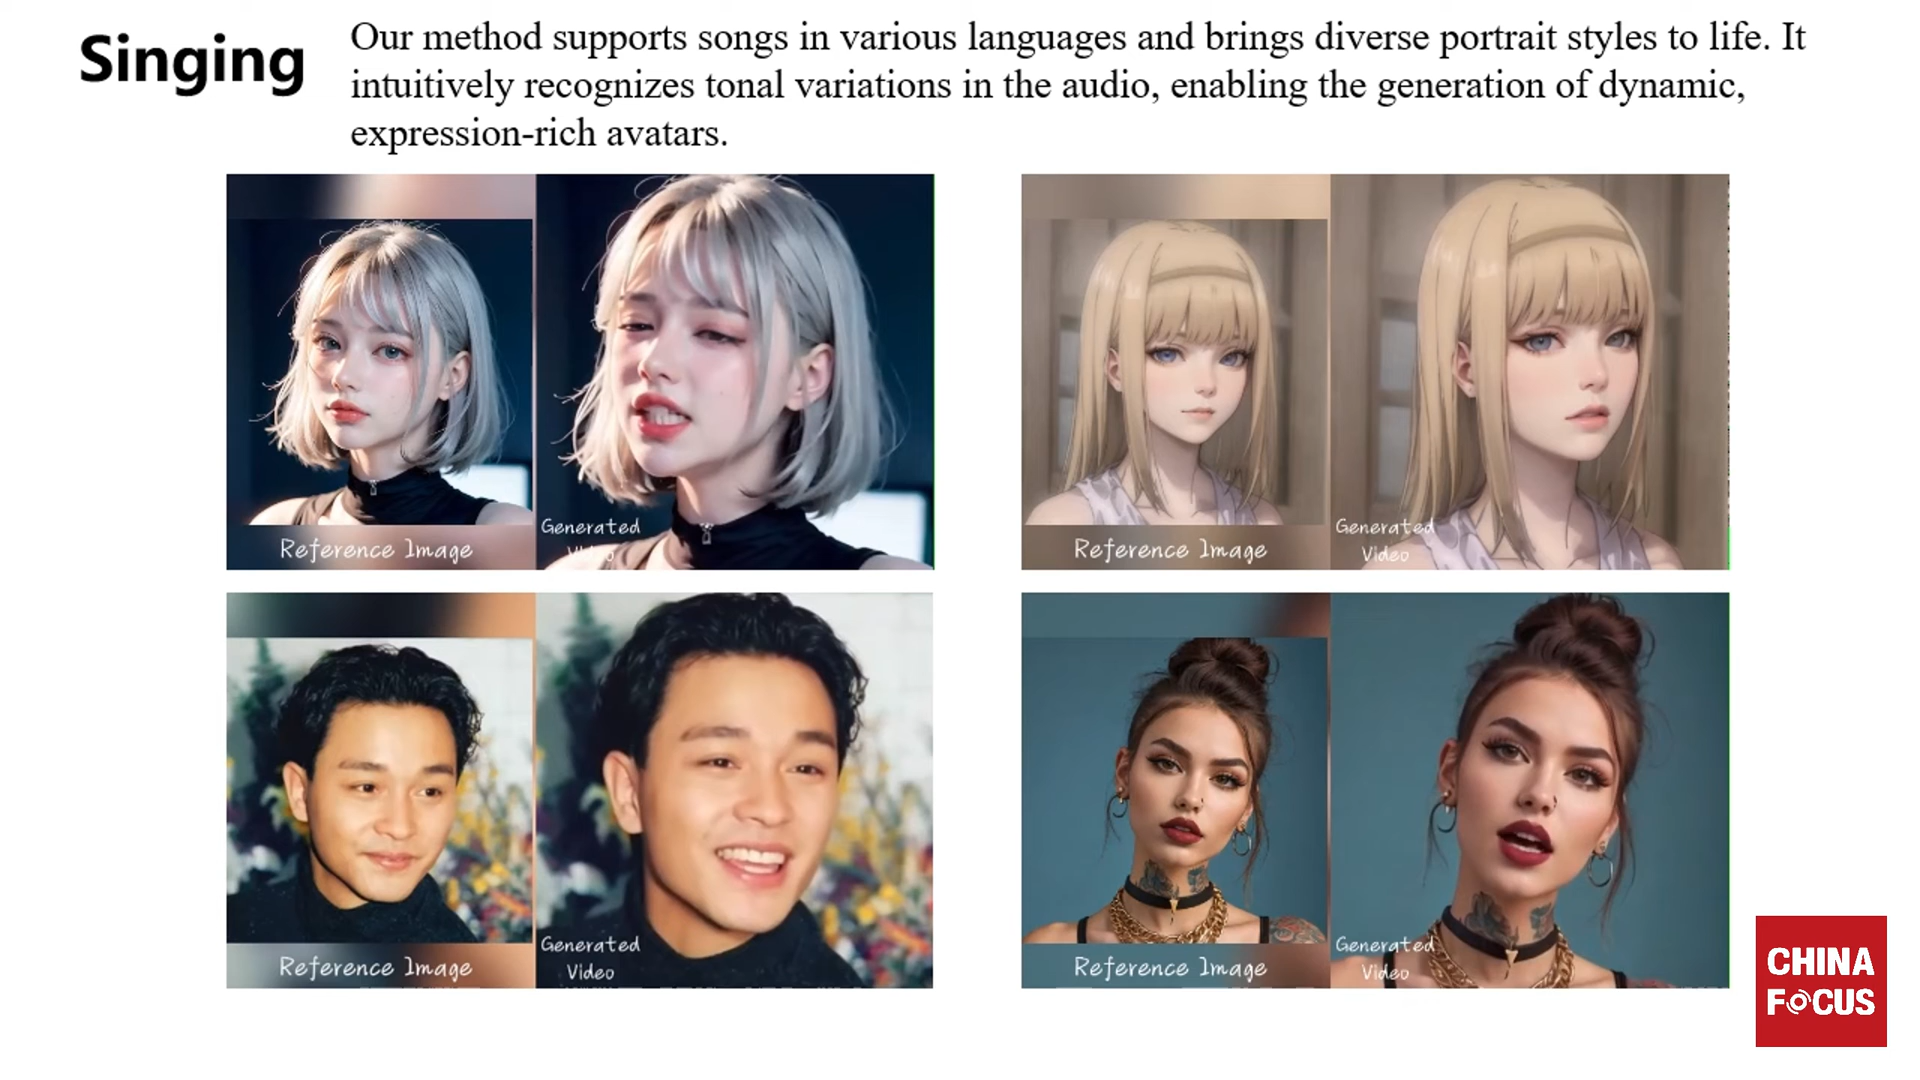 Singing
Our method supports songs in various languages and brings diverse portrait styles to life. It
intuitively recognizes tonal variations in the audio, enabling the generation of dynamic,
expression-rich avatars.
Reference Image
Generated
Video
Reference Image
Generated
Video
Reference Image
Generated
Video
Reference Image
Generated
Video
CHINA
FOCUS